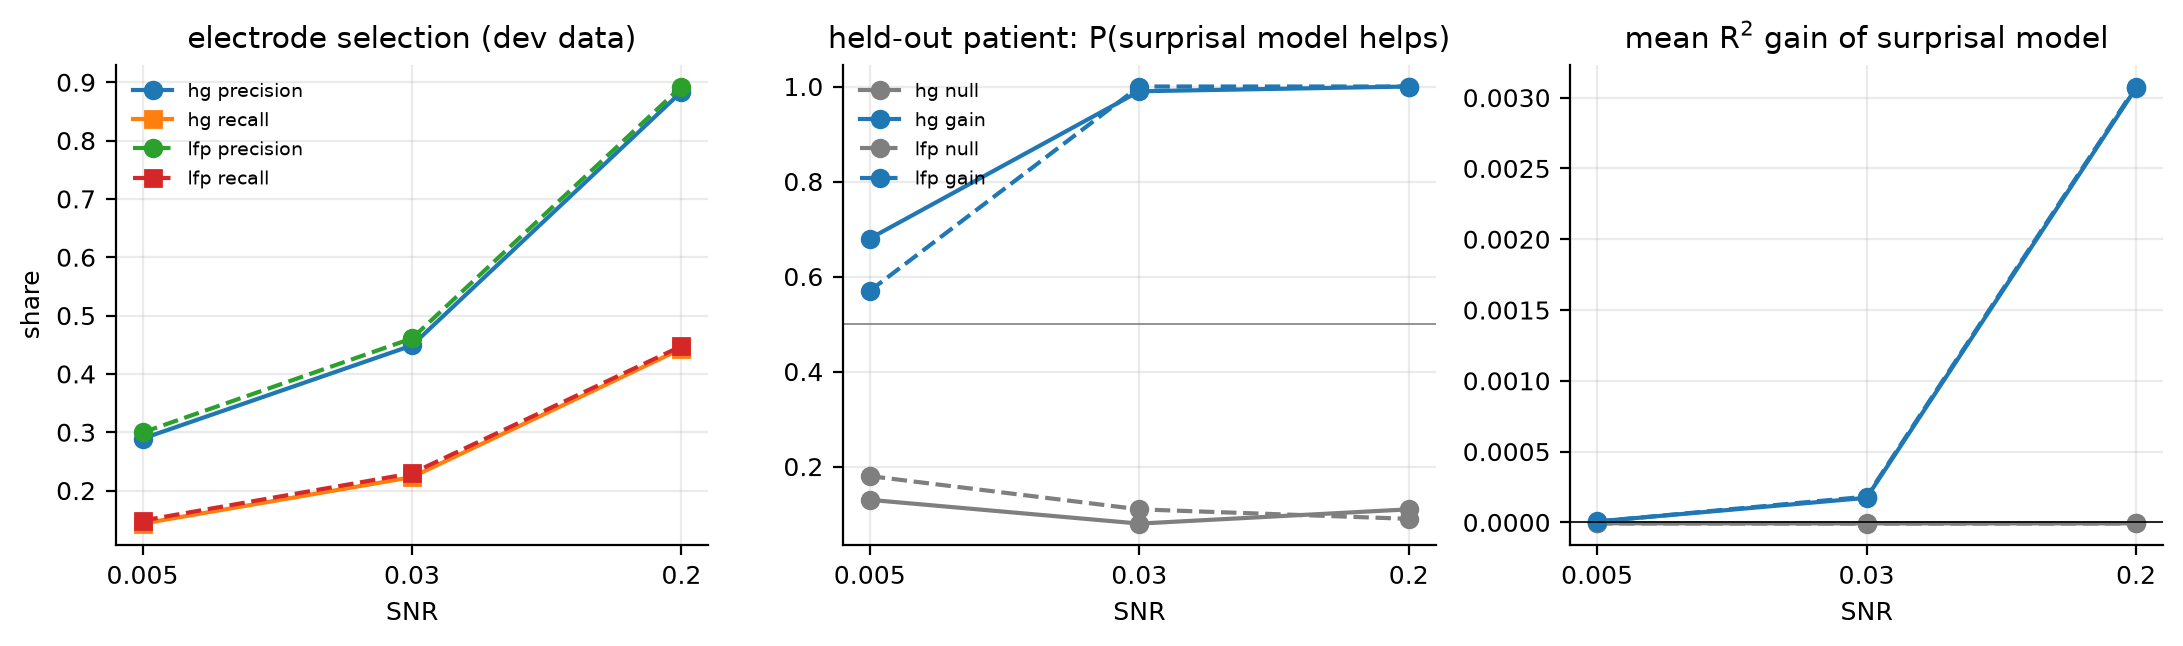 electrode selection (dev data)
share
0.9
0.8
0.7
0.6
0.5
0.4
0.3
0.2
hg precision
hg recall
lfp precision
lfp recall
0.005
0.03
0.2
SNR
held-out patient: P(surprisal model helps)
1.0
0.8
0.6
0.4
0.2
hg null
hg gain
lfp null
lfp gain
0.005
0.03
0.2
SNR
mean R² gain of surprisal model
0.0030
0.0025
0.0020
0.0015
0.0010
0.0005
0.0000
0.005
0.03
0.2
SNR